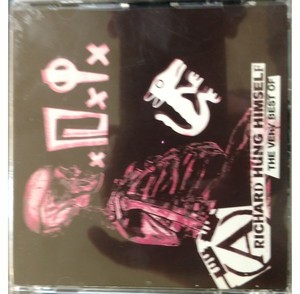 D.I.
RICHARD HUNG HIMSELF
THE VERY BEST OF